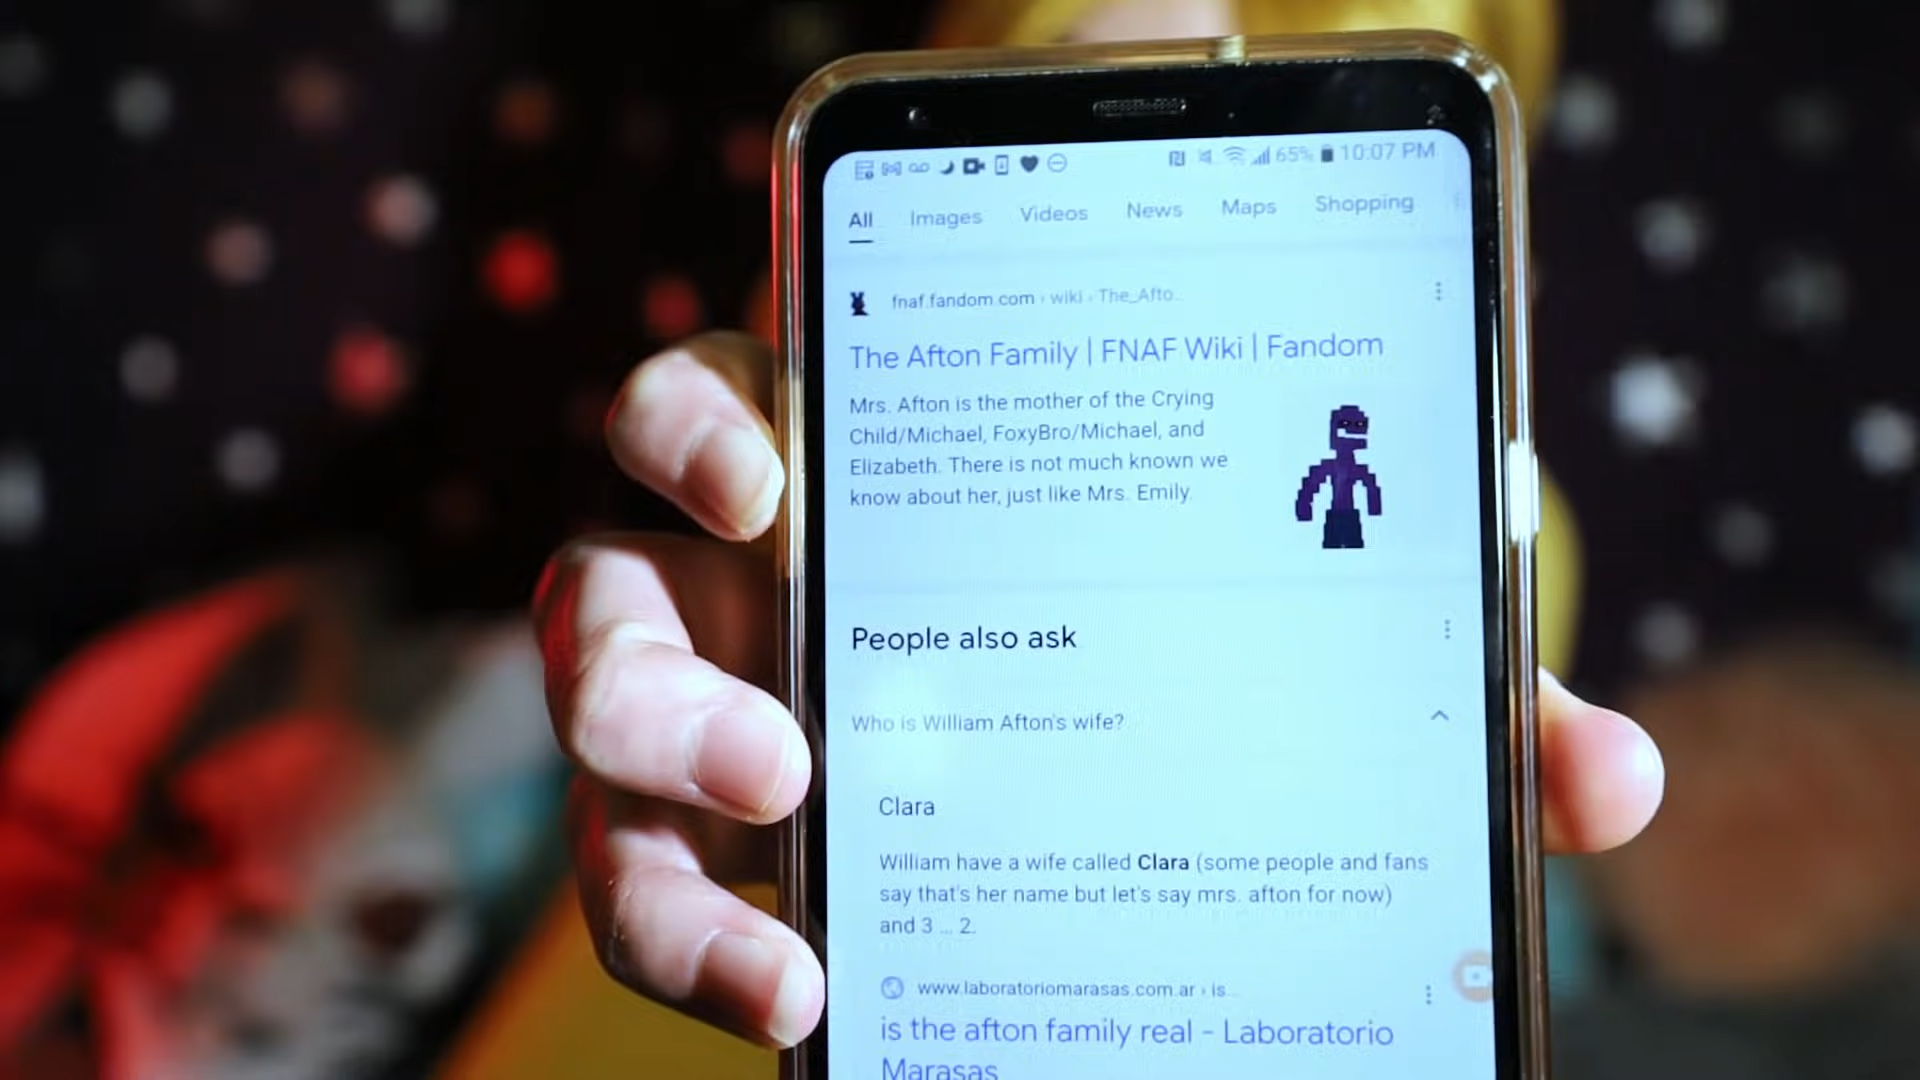 65% 10:07 PM
All Images Videos News Maps Shopping
fnaf.fandom.com › wiki › The_Afto...
The Afton Family | FNAF Wiki | Fandom
Mrs. Afton is the mother of the Crying
Child/Michael, FoxyBro/Michael, and
Elizabeth. There is not much known we
know about her, just like Mrs. Emily.
People also ask
Who is William Afton's wife?
Clara
William have a wife called Clara (some people and fans
say that's her name but let's say mrs. afton for now)
and 3 ... 2.
www.laboratoriomarasas.com.ar › is...
is the afton family real - Laboratorio
Marasas